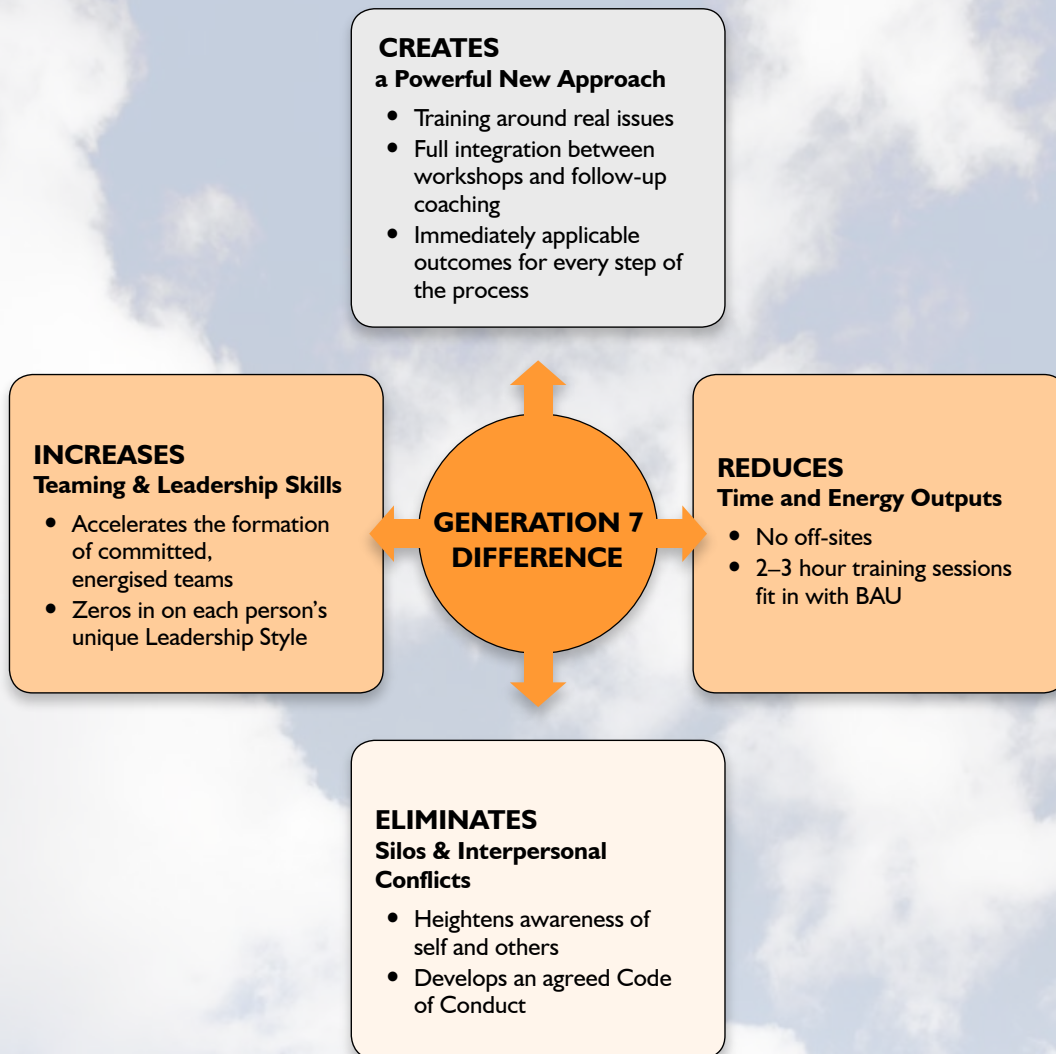 CREATES
a Powerful New Approach
• Training around real issues
• Full integration between
workshops and follow-up
coaching
• Immediately applicable
outcomes for every step of
the process
INCREASES
Teaming & Leadership Skills
• Accelerates the formation
of committed,
energised teams
• Zeros in on each person’s
unique Leadership Style
GENERATION 7
DIFFERENCE
REDUCES
Time and Energy Outputs
• No off-sites
• 2–3 hour training sessions
fit in with BAU
ELIMINATES
Silos & Interpersonal
Conflicts
• Heightens awareness of
self and others
• Develops an agreed Code
of Conduct